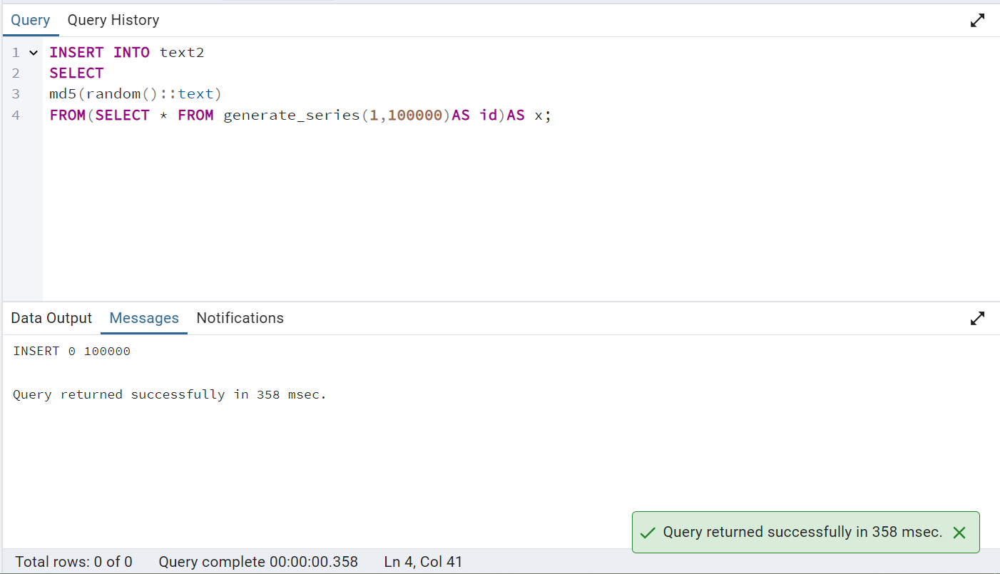 Query Query History
1 INSERT INTO text2
2 SELECT
3 md5(random()::text)
4 FROM(SELECT * FROM generate_series(1,100000)AS id)AS x;
Data Output Messages Notifications
INSERT 0 100000
Query returned successfully in 358 msec.
Query returned successfully in 358 msec.
Total rows: 0 of 0 Query complete 00:00:00.358 Ln 4, Col 41